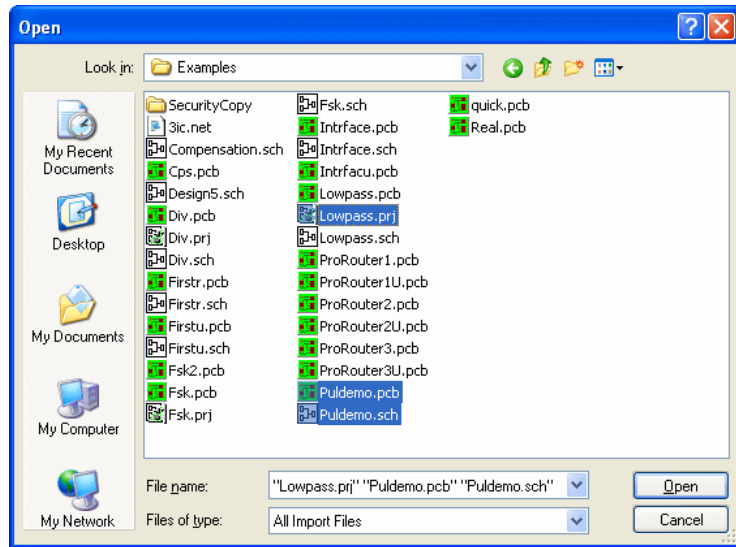 Open
Look in: Examples
My Recent Documents
Desktop
My Documents
My Computer
My Network
SecurityCopy
3ic.net
Compensation.sch
Cps.pcb
Design5.sch
Div.pcb
Div.prj
Div.sch
Firstr.pcb
Firstr.sch
Firstu.pcb
Firstu.sch
Fsk2.pcb
Fsk.pcb
Fsk.prj
Fsk.sch
Intrface.pcb
Intrface.sch
Intrfacu.pcb
Lowpass.pcb
Lowpass.prj
Lowpass.sch
ProRouter1.pcb
ProRouter1U.pcb
ProRouter2.pcb
ProRouter2U.pcb
ProRouter3.pcb
ProRouter3U.pcb
Puldemo.pcb
Puldemo.sch
quick.pcb
Real.pcb
File name: "Lowpass.prj" "Puldemo.pcb" "Puldemo.sch"
Open
Files of type: All Import Files
Cancel